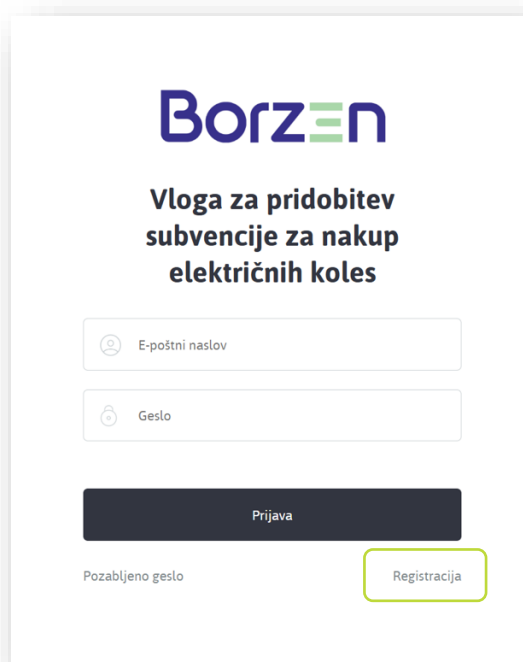 Borzen
Vloga za pridobitev
subvencije za nakup
električnih koles
E-poštni naslov
Geslo
Prijava
Pozabljeno geslo
Registracija